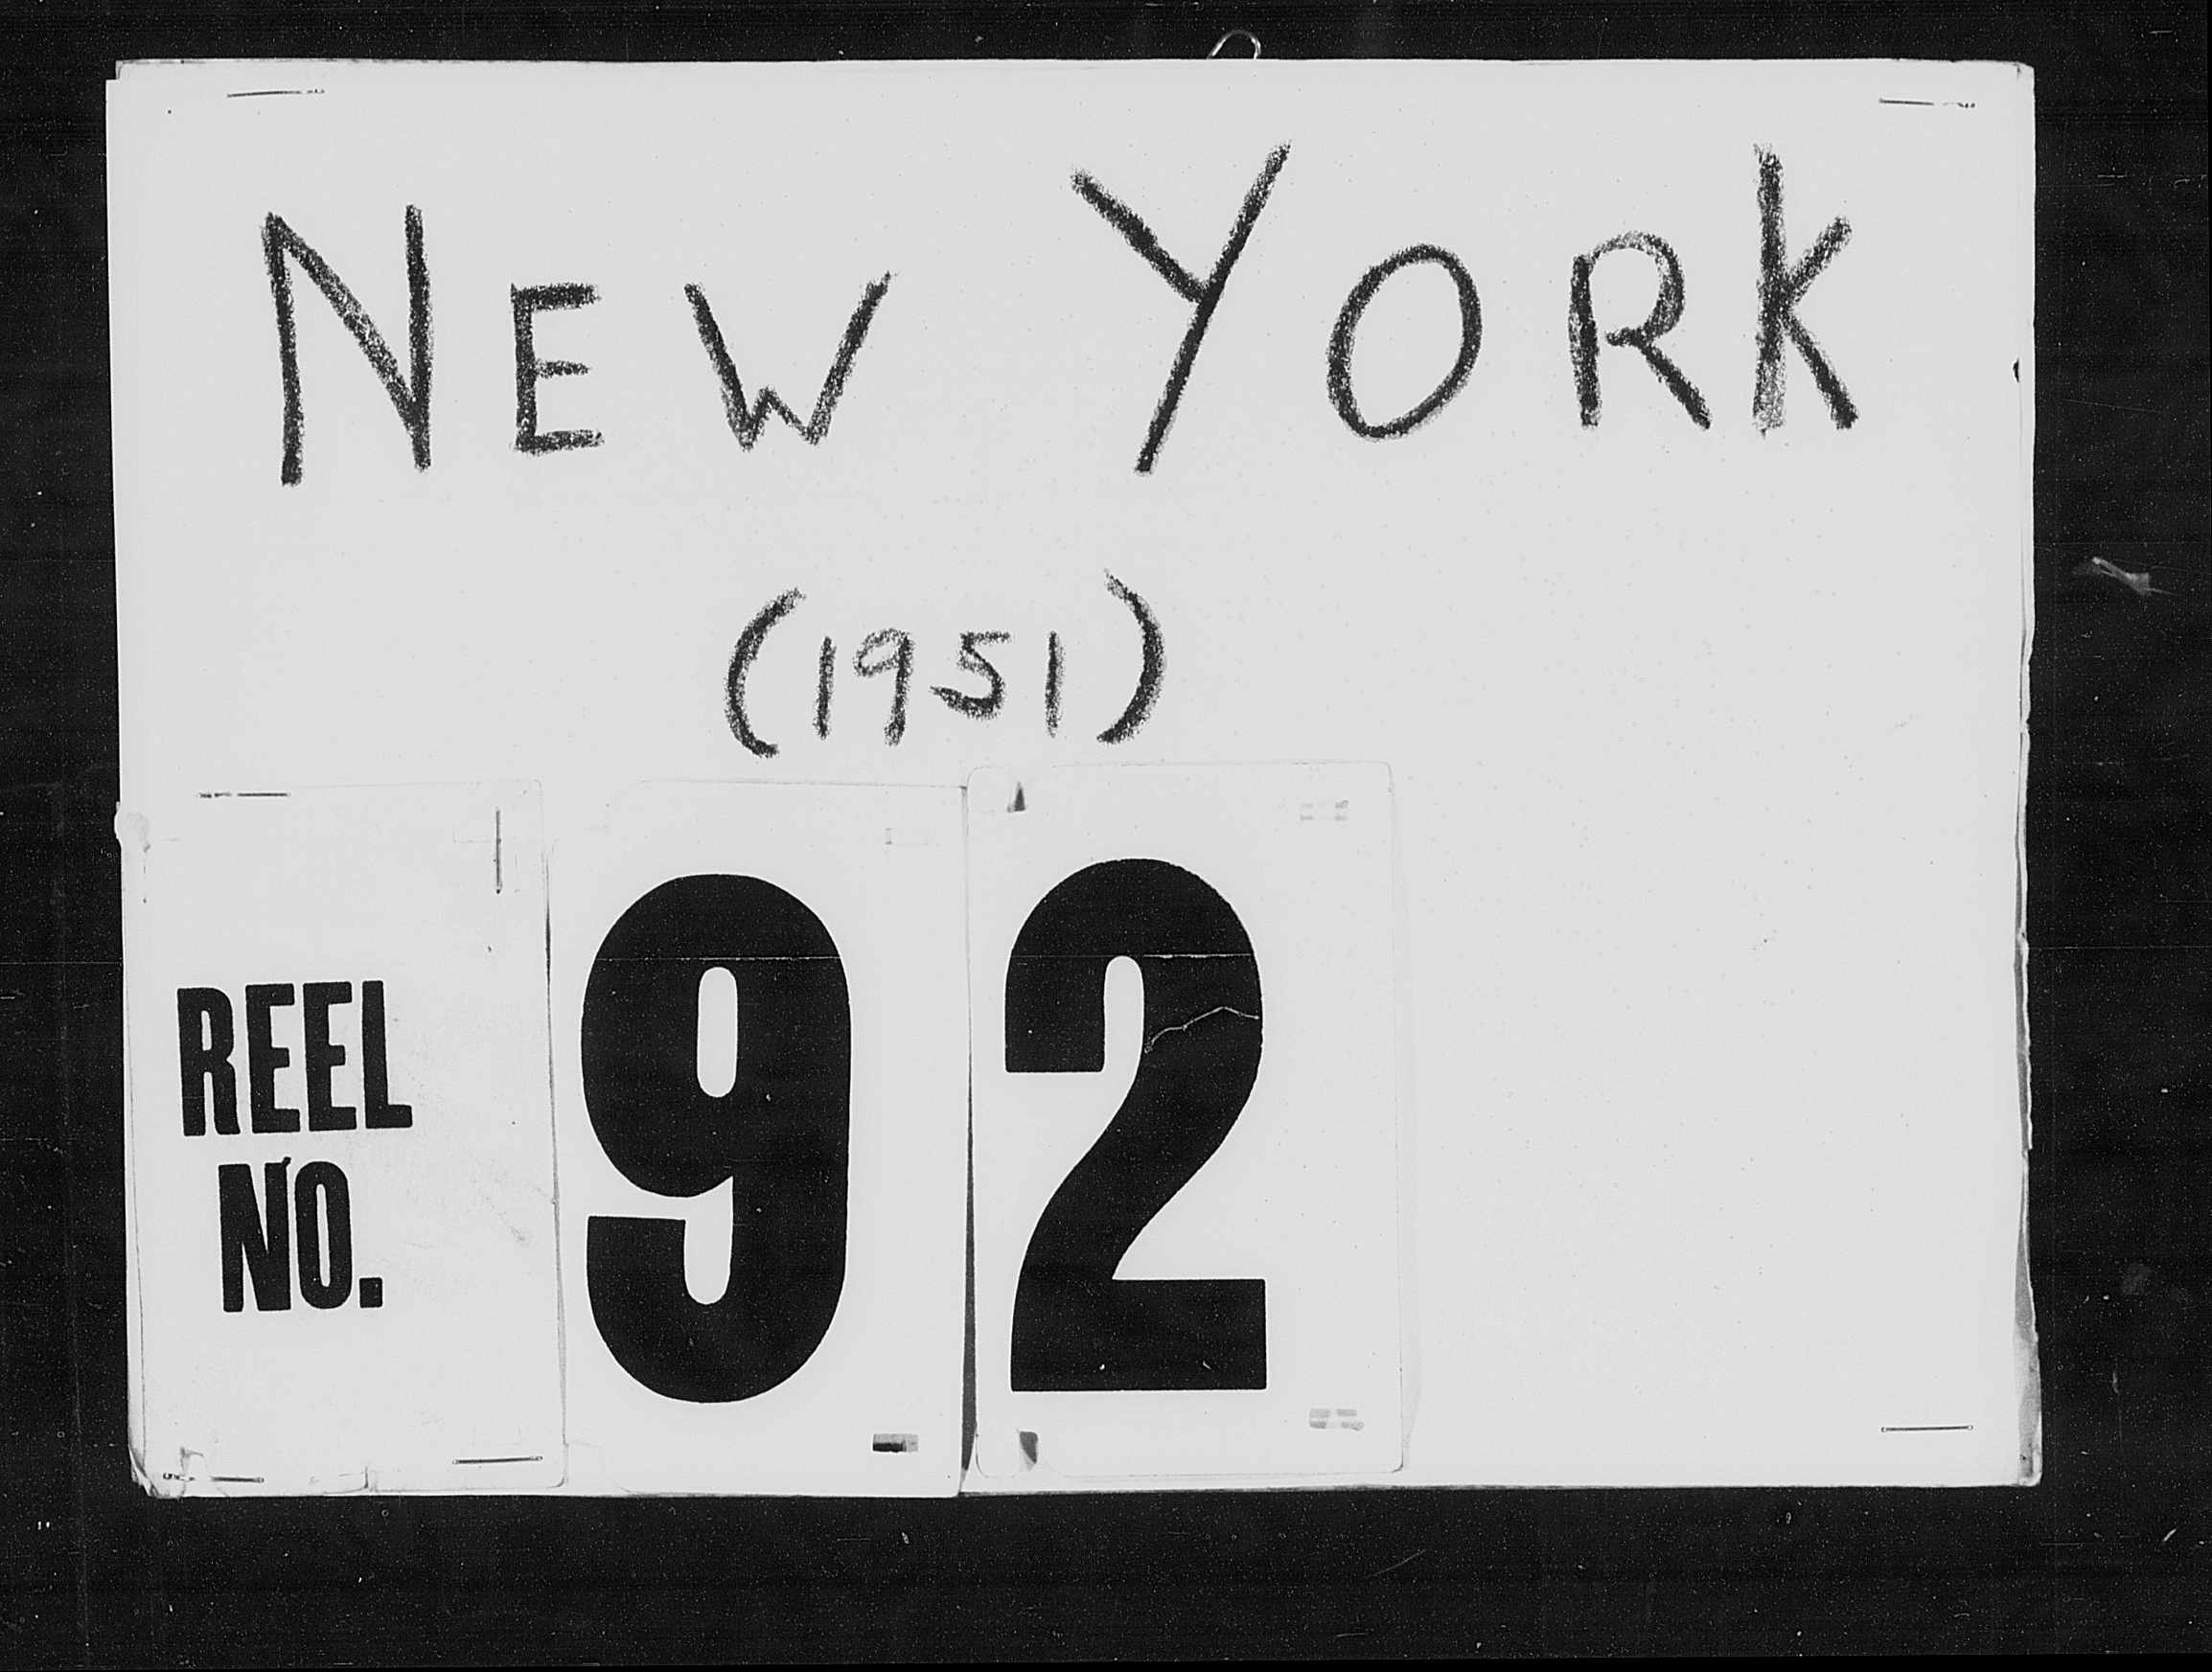 NEW YORK
(1951)
REEL
NO.
92